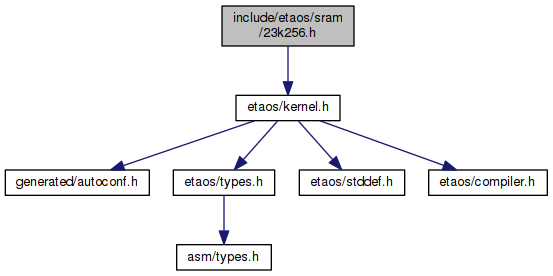 include/etaos/sram
/23k256.h
etaos/kernel.h
generated/autoconf.h
etaos/types.h
etaos/stddef.h
etaos/compiler.h
asm/types.h